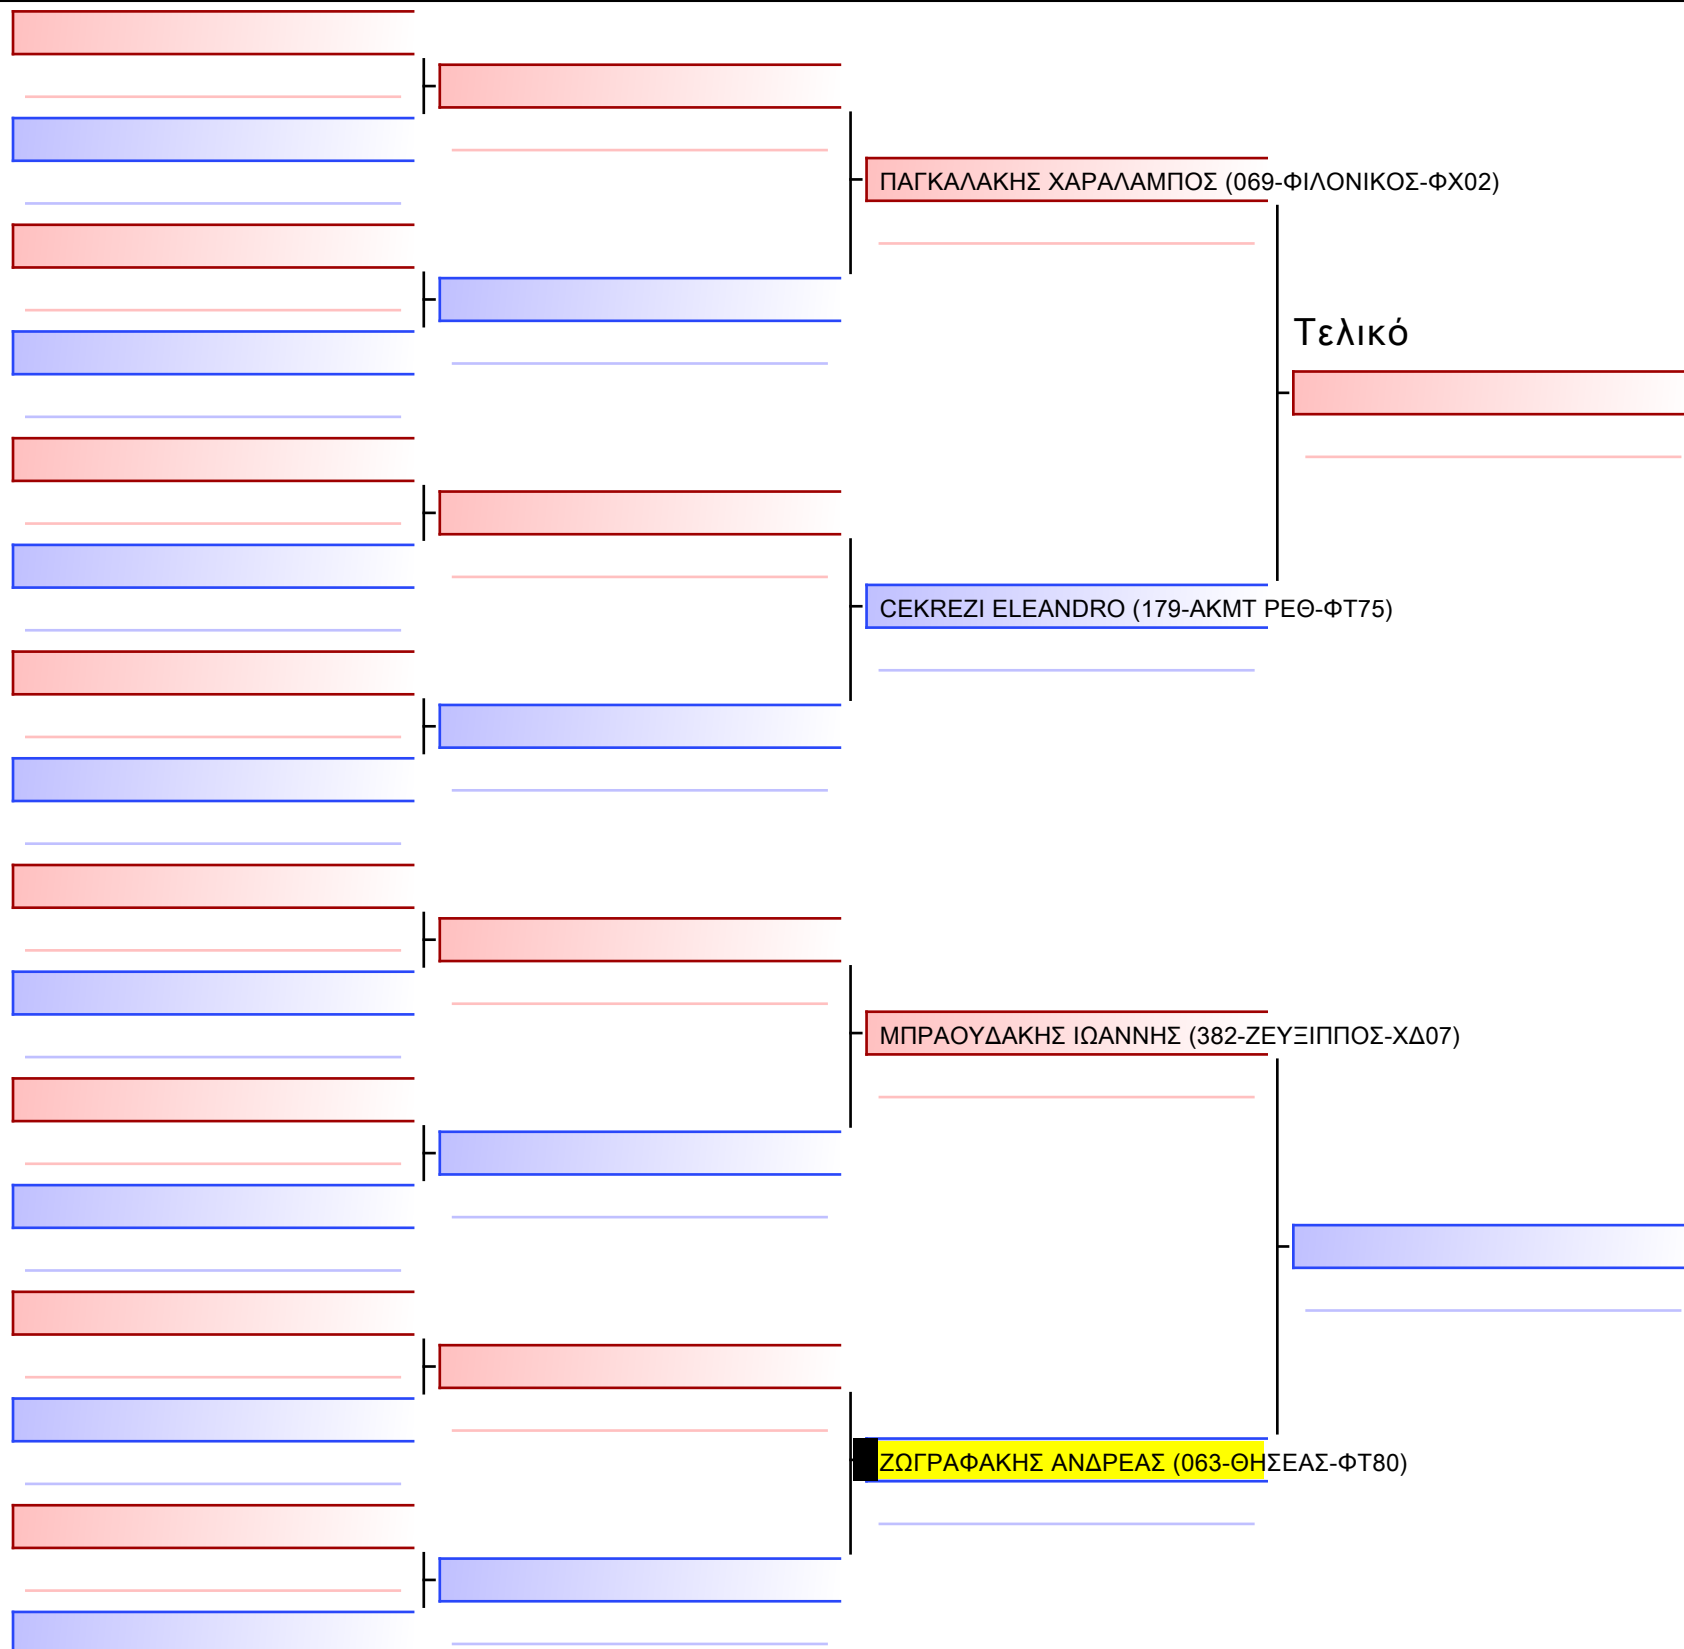 ΠΑΓΚΑΛΑΚΗΣ ΧΑΡΑΛΑΜΠΟΣ (069-ΦΙΛΟΝΙΚΟΣ-ΦΧ02)
Τελικό
CEKREZI ELEANDRO (179-ΑΚΜΤ ΡΕΘ-ΦΤ75)
ΜΠΡΑΟΥΔΑΚΗΣ ΙΩΑΝΝΗΣ (382-ΖΕΥΞΙΠΠΟΣ-ΧΔ07)
ΖΩΓΡΑΦΑΚΗΣ ΑΝΔΡΕΑΣ (063-ΘΗΣΕΑΣ-ΦΤ80)